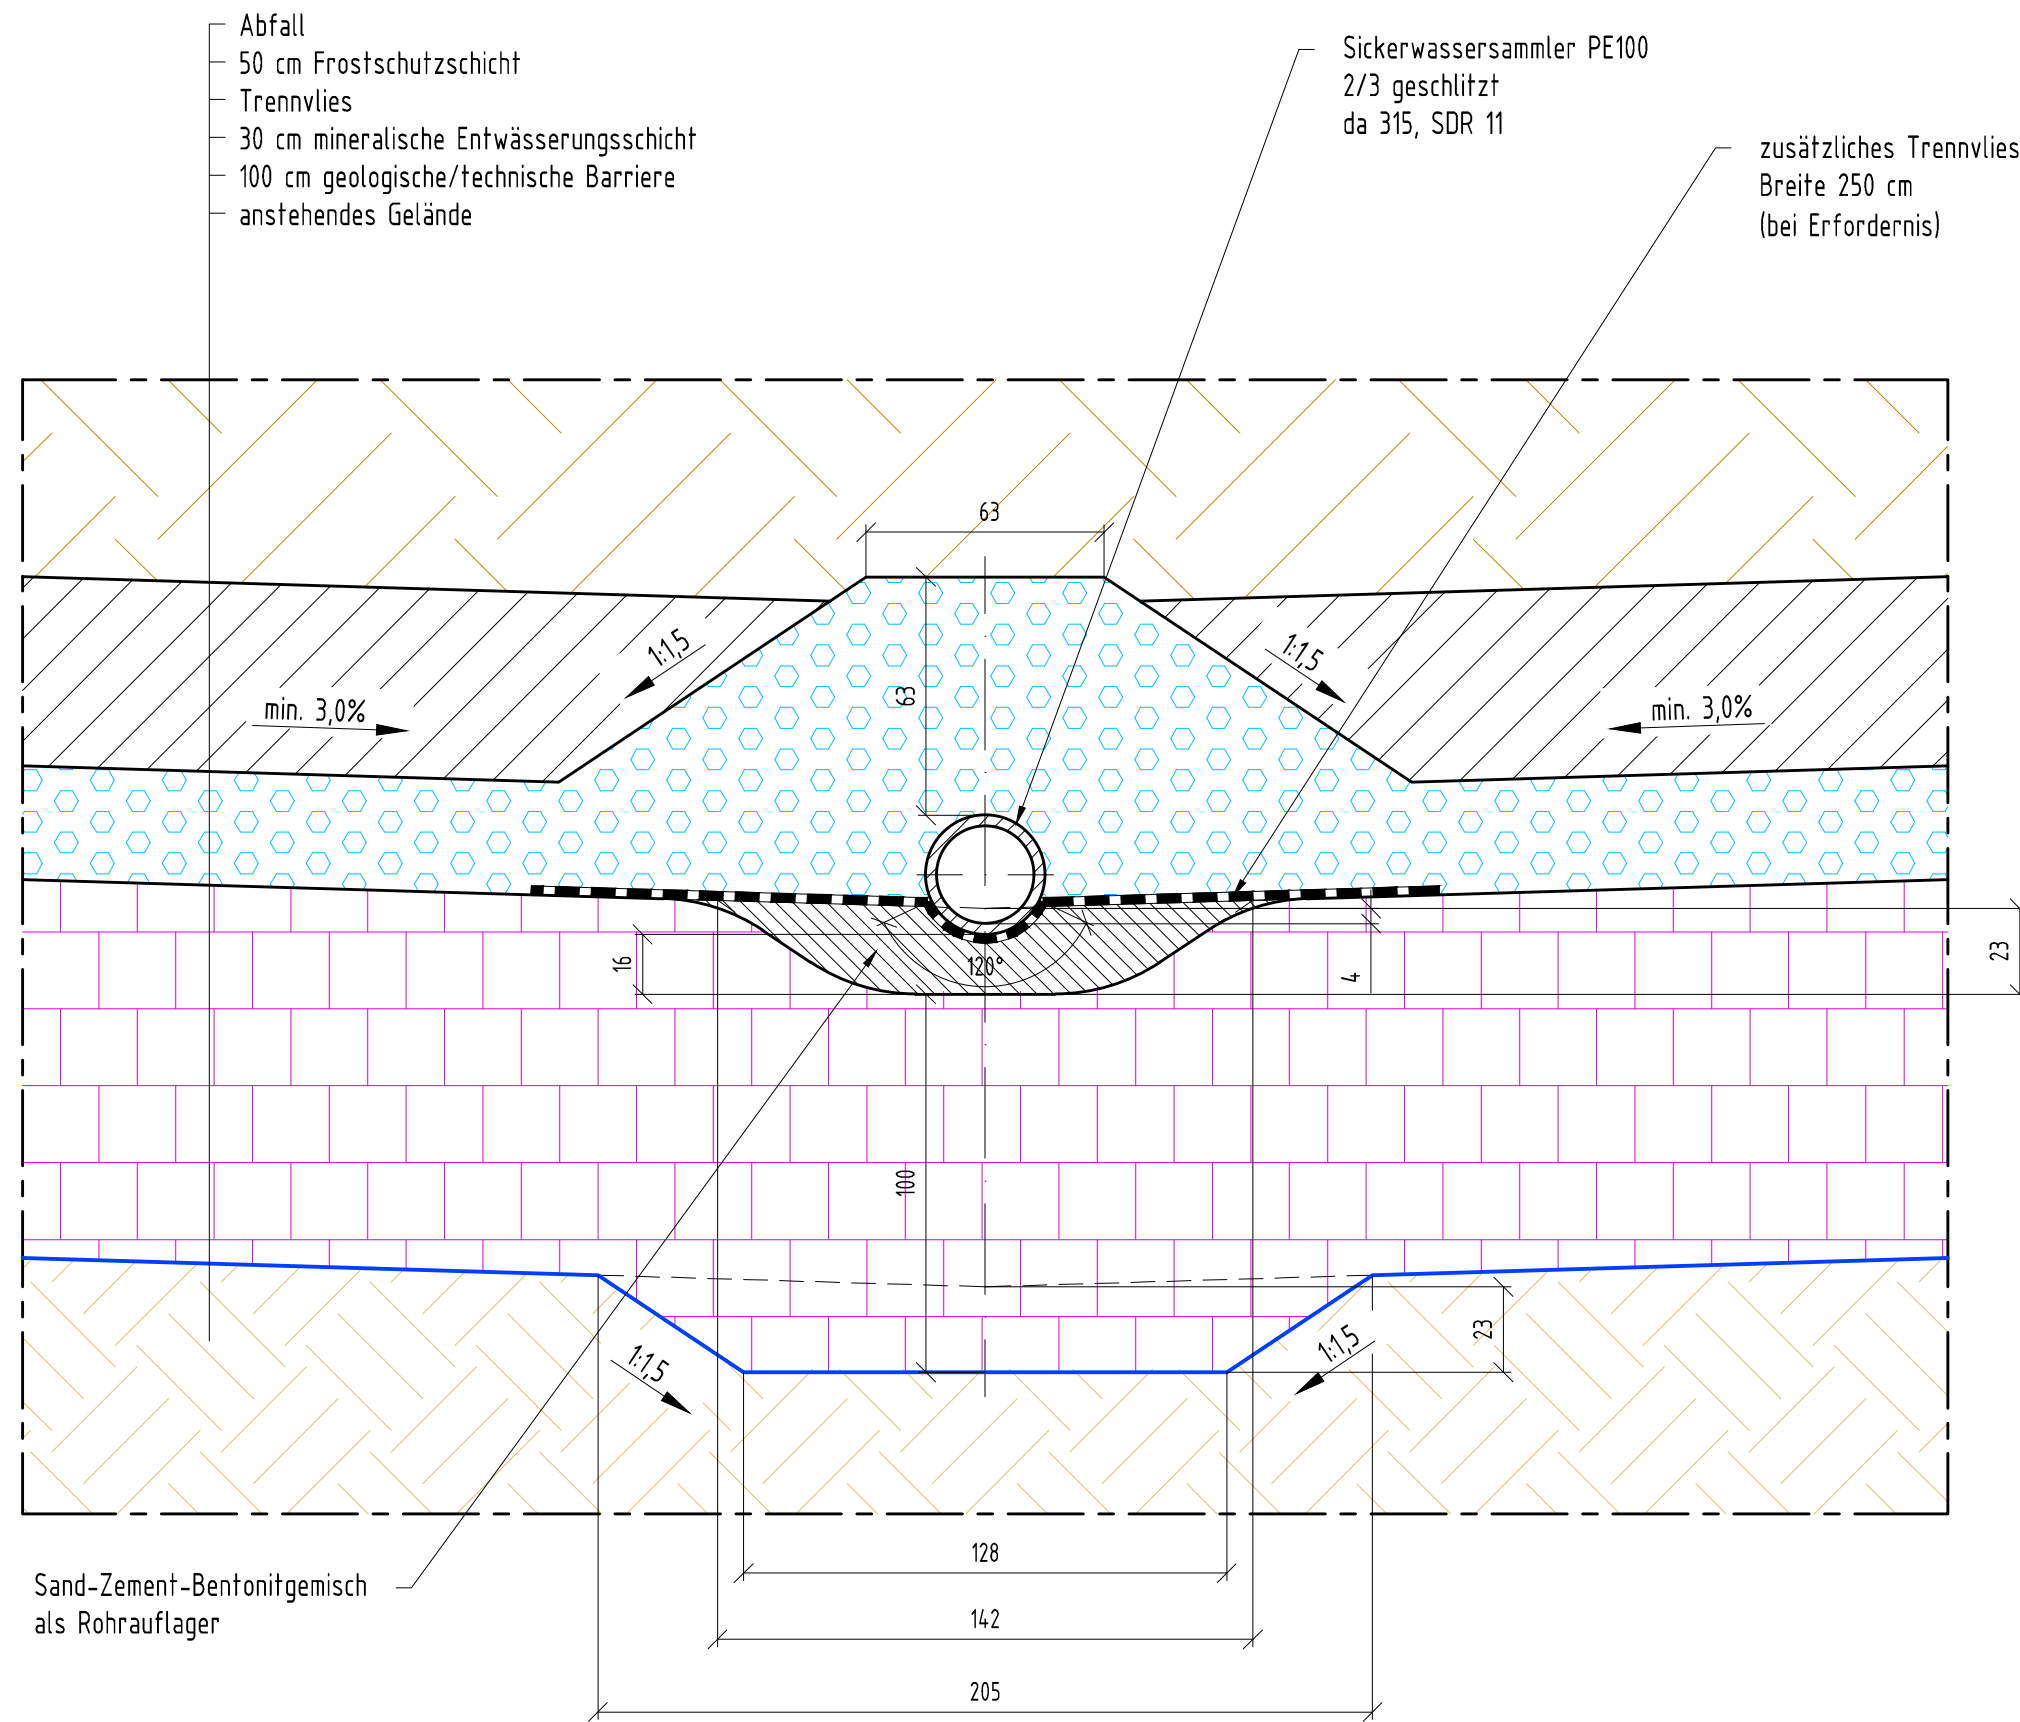 Abfall
50 cm Frostschutzschicht
Trennvlies
30 cm mineralische Entwässerungsschicht
100 cm geologische/technische Barriere
anstehendes Gelände
Sickerwassersammler PE100
2/3 geschlitzt
da 315, SDR 11
zusätzliches Trennvlies
Breite 250 cm
(bei Erfordernis)
63
1:1,5
1:1,5
63
min. 3,0%
min. 3,0%
16
120°
4
23
100
23
1:1,5
1:1,5
128
Sand-Zement-Bentonitgemisch
als Rohrauflager
142
205